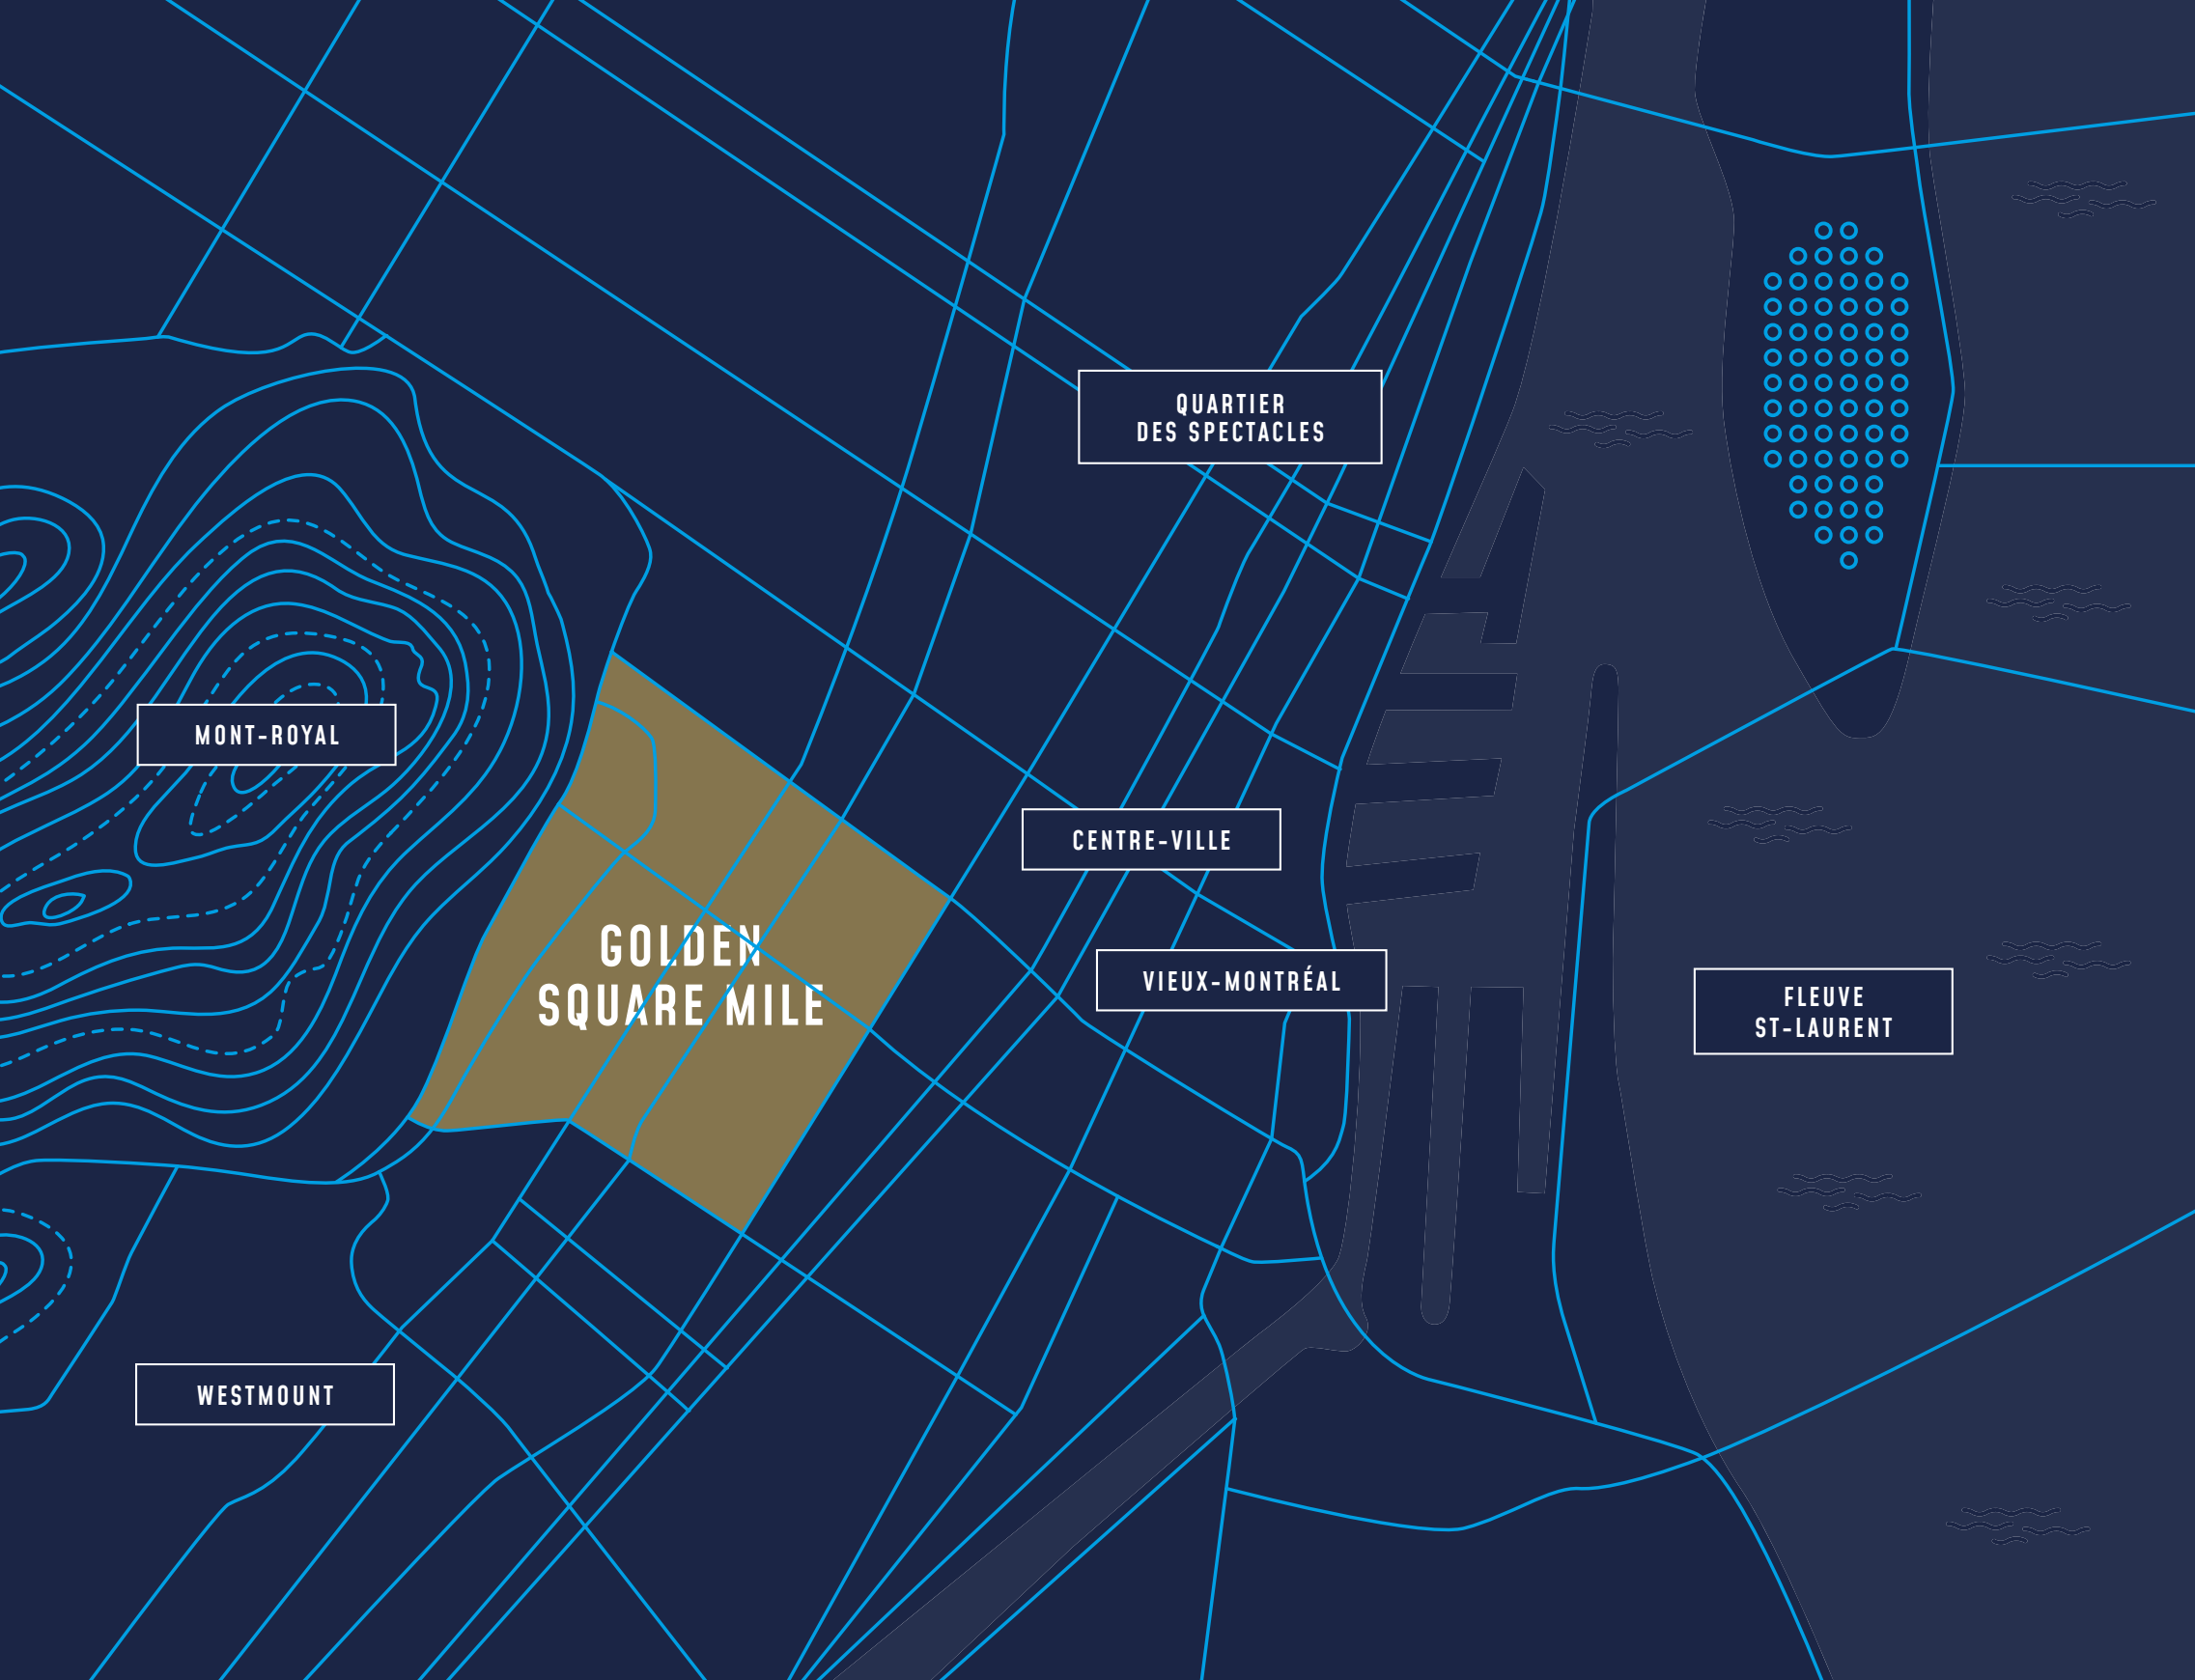 QUARTIER
DES SPECTACLES
MONT-ROYAL
CENTRE-VILLE
GOLDEN
SQUARE MILE
VIEUX-MONTRÉAL
FLEUVE
ST-LAURENT
WESTMOUNT